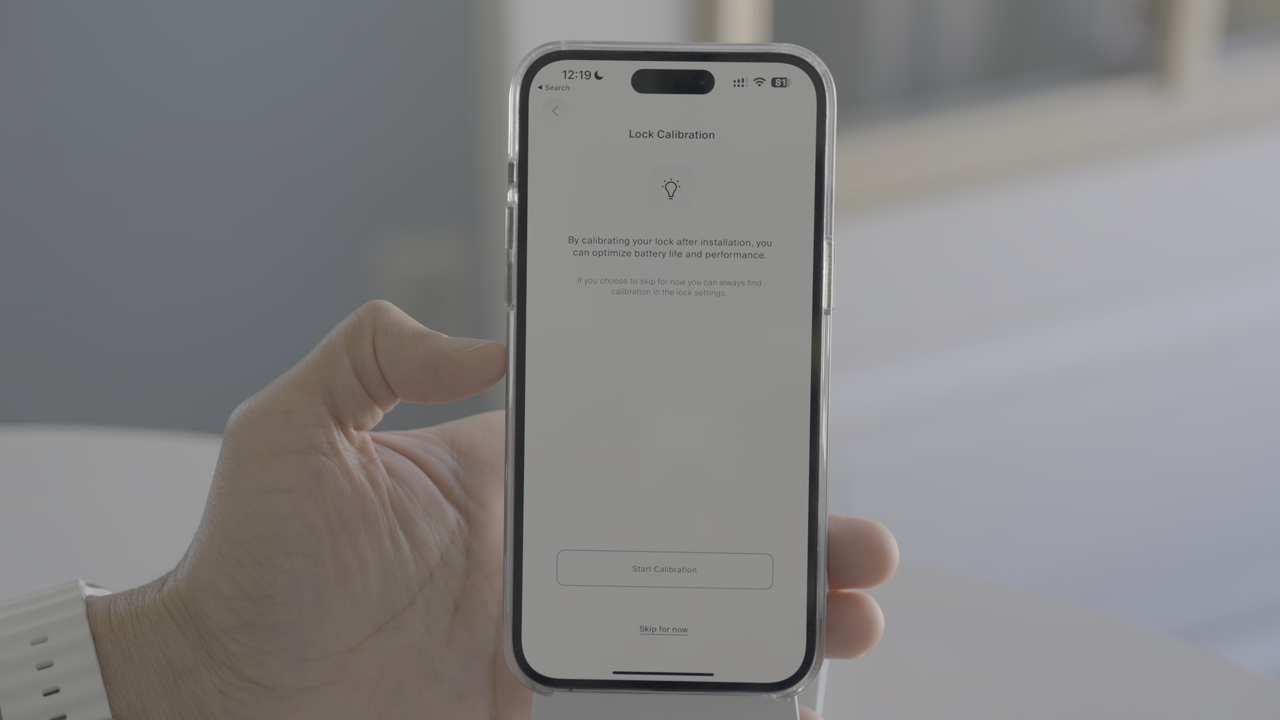 12:19
81
Search
Lock Calibration
By calibrating your lock after installation, you
can optimize battery life and performance.
If you choose to skip for now you can always find
calibration in the lock settings.
Start Calibration
Skip for now